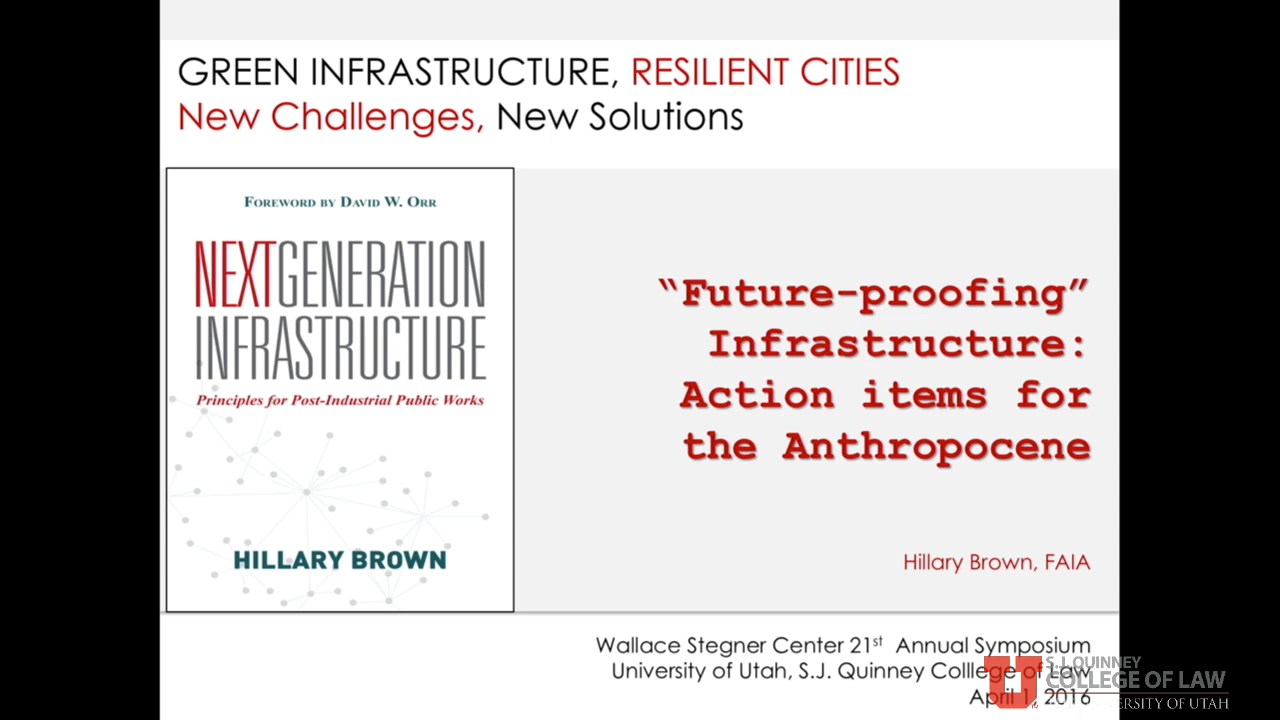 GREEN INFRASTRUCTURE, RESILIENT CITIES
New Challenges, New Solutions
FOREWORD BY DAVID W. ORR
NEXTGENERATION
INFRASTRUCTURE
Principles for Post-Industrial Public Works
HILLARY BROWN
“Future-proofing”
Infrastructure:
Action items for
the Anthropocene
Hillary Brown, FAIA
Wallace Stegner Center 21st Annual Symposium
University of Utah, S.J. Quinney Colllege of Law
April 1, 2016
S.J. QUINNEY
COLLEGE OF LAW
UNIVERSITY OF UTAH